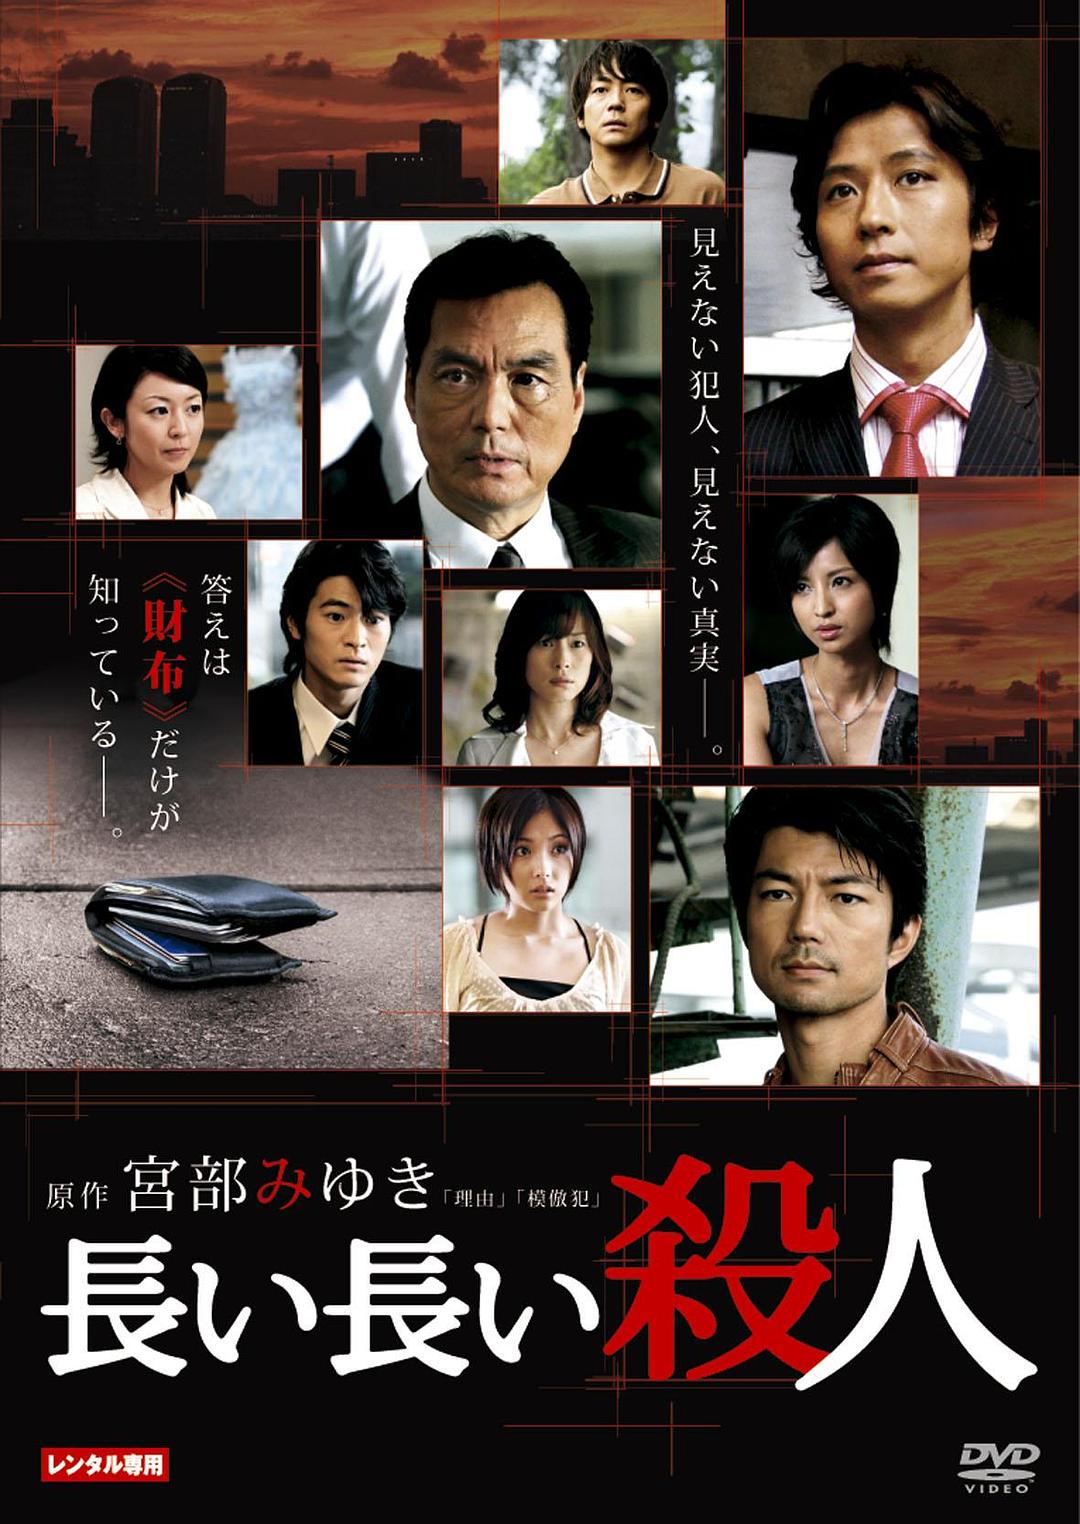 見えない犯人、見えない真実――。
答えは
《財布》だけが
知っている――。
原作 宮部みゆき「理由」「模倣犯」
長い長い殺人
レンタル専用
DVD
VIDEO